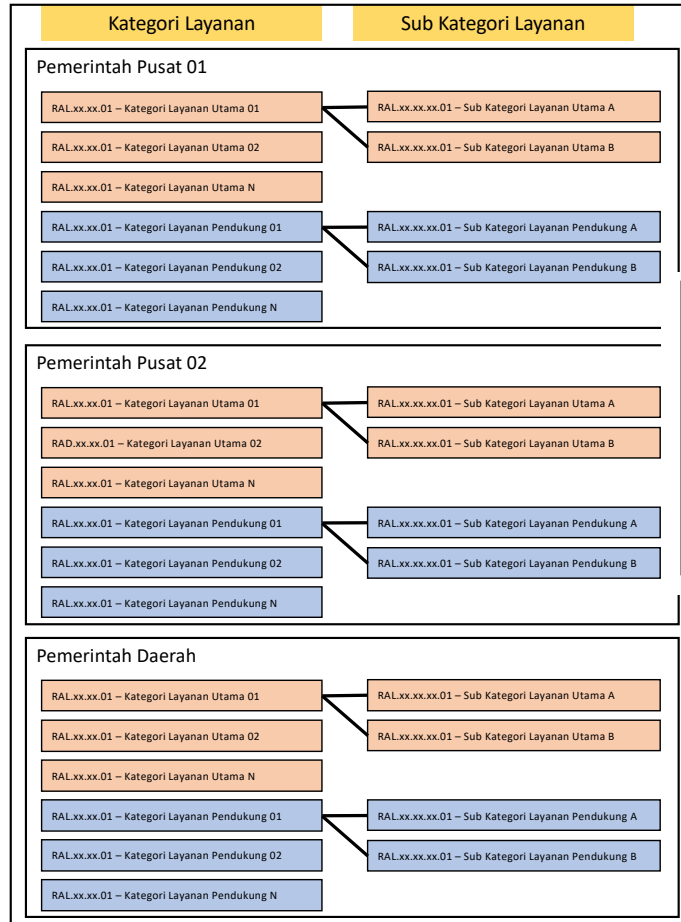 Kategori Layanan
Sub Kategori Layanan
Pemerintah Pusat 01
RAL.xx.xx.01 – Kategori Layanan Utama 01
RAL.xx.xx.xx.01 – Sub Kategori Layanan Utama A
RAL.xx.xx.01 – Kategori Layanan Utama 02
RAL.xx.xx.xx.01 – Sub Kategori Layanan Utama B
RAL.xx.xx.01 – Kategori Layanan Utama N
RAL.xx.xx.01 – Kategori Layanan Pendukung 01
RAL.xx.xx.xx.01 – Sub Kategori Layanan Pendukung A
RAL.xx.xx.01 – Kategori Layanan Pendukung 02
RAL.xx.xx.xx.01 – Sub Kategori Layanan Pendukung B
RAL.xx.xx.01 – Kategori Layanan Pendukung N
Pemerintah Pusat 02
RAL.xx.xx.01 – Kategori Layanan Utama 01
RAL.xx.xx.xx.01 – Sub Kategori Layanan Utama A
RAD.xx.xx.01 – Kategori Layanan Utama 02
RAL.xx.xx.xx.01 – Sub Kategori Layanan Utama B
RAL.xx.xx.01 – Kategori Layanan Utama N
RAL.xx.xx.01 – Kategori Layanan Pendukung 01
RAL.xx.xx.xx.01 – Sub Kategori Layanan Pendukung A
RAL.xx.xx.01 – Kategori Layanan Pendukung 02
RAL.xx.xx.xx.01 – Sub Kategori Layanan Pendukung B
RAL.xx.xx.01 – Kategori Layanan Pendukung N
Pemerintah Daerah
RAL.xx.xx.01 – Kategori Layanan Utama 01
RAL.xx.xx.xx.01 – Sub Kategori Layanan Utama A
RAL.xx.xx.01 – Kategori Layanan Utama 02
RAL.xx.xx.xx.01 – Sub Kategori Layanan Utama B
RAL.xx.xx.01 – Kategori Layanan Utama N
RAL.xx.xx.01 – Kategori Layanan Pendukung 01
RAL.xx.xx.xx.01 – Sub Kategori Layanan Pendukung A
RAL.xx.xx.01 – Kategori Layanan Pendukung 02
RAL.xx.xx.xx.01 – Sub Kategori Layanan Pendukung B
RAL.xx.xx.01 – Kategori Layanan Pendukung N